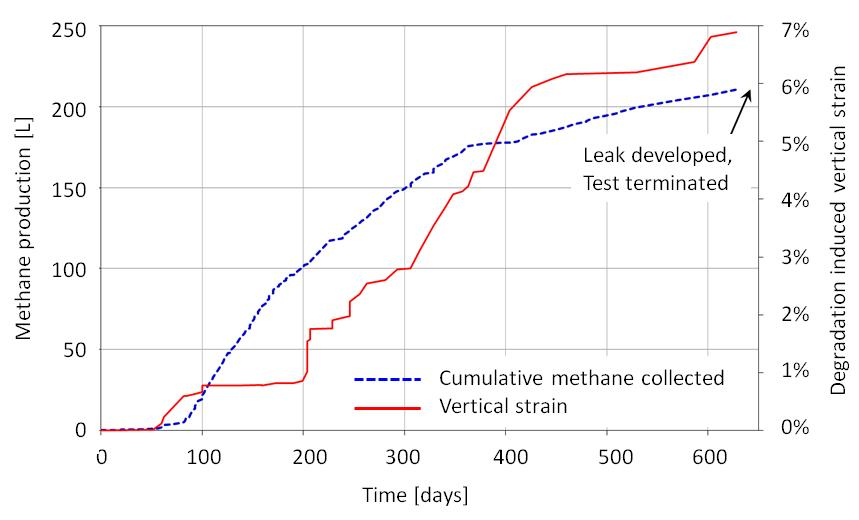 250
200
150
100
50
0
Methane production [L]
7%
6%
5%
4%
3%
2%
1%
0%
Degradation induced vertical strain
Leak developed,
Test terminated
Cumulative methane collected
Vertical strain
0 100 200 300 400 500 600
Time [days]